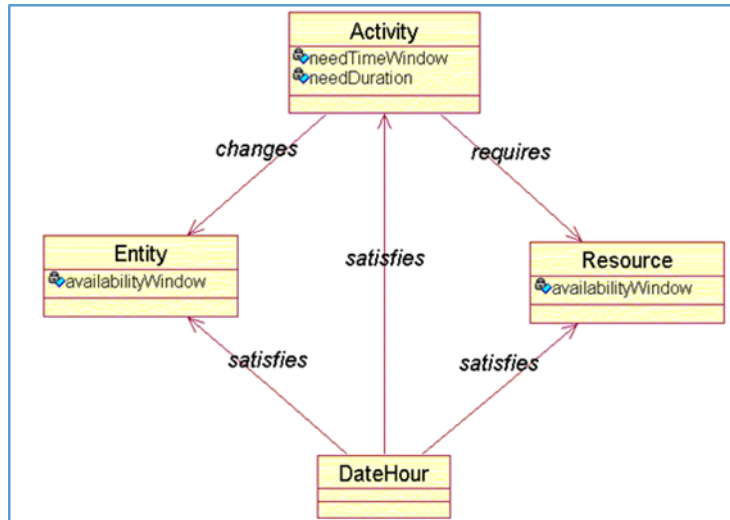 Activity
needTimeWindow
needDuration
changes
requires
Entity
availabilityWindow
satisfies
Resource
availabilityWindow
satisfies
satisfies
DateHour